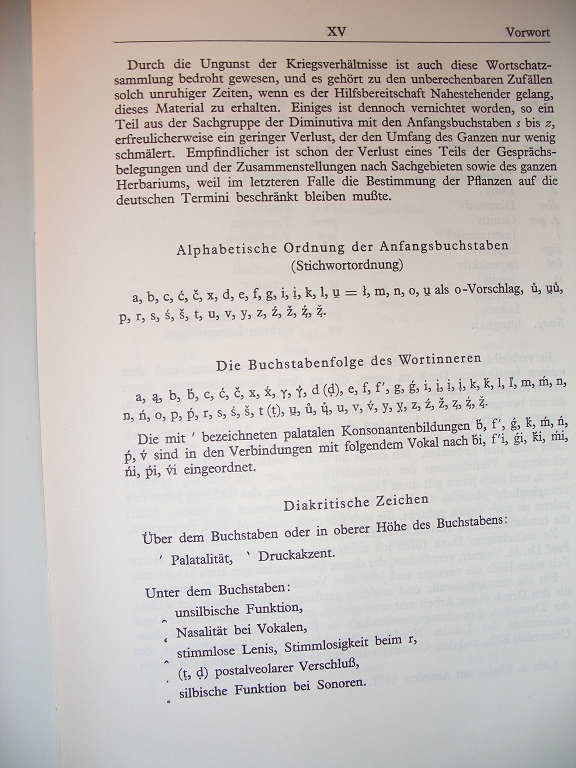 XV Vorwort
Durch die Ungunst der Kriegsverhältnisse ist auch diese Wortschatz-
sammlung bedroht gewesen, und es gehört zu den unberechenbaren Zufällen
solch unruhiger Zeiten, wenn es der Hilfsbereitschaft Nahestehender gelang,
dieses Material zu erhalten. Einiges ist dennoch vernichtet worden, so ein
Teil aus der Sachgruppe der Diminutiva mit den Anfangsbuchstaben s bis z,
erfreulicherweise ein geringer Verlust, der den Umfang des Ganzen nur wenig
schmälert. Empfindlicher ist schon der Verlust eines Teils der Gesprächs-
belegungen und der Zusammenstellungen nach Sachgebieten sowie des ganzen
Herbariums, weil im letzteren Falle die Bestimmung der Pflanzen auf die
deutschen Termini beschränkt bleiben mußte.
Alphabetische Ordnung der Anfangsbuchstaben
(Stichwortordnung)
a, b, c, ć, č, x, d, e, f, g, i, i̯, k, l, u̯ = ł, m, n, o, u̯ als o-Vorschlag, ů, u̯ů,
p, r, s, ś, š, t, u, v, y, z, ź, ž, ź̜, ž̜.
Die Buchstabenfolge des Wortinneren
a, ą, b, b́, c, ć, č, x, x́, γ, γ́, d (ḍ), e, f, f', g, ǵ, i, i̯, į, k, ḱ, l, l̥, m, ḿ, n,
n̥, ń, o, p, ṕ, r, s, ś, š, t (ṭ), u̯, ů, ů̯, u, v, v́, y, y̨, z, ź, ž, z̜, ź̜, ž̜.
Die mit ′ bezeichneten palatalen Konsonantenbildungen b́, f', ǵ, ḱ, ḿ, ń,
ṕ, v́ sind in den Verbindungen mit folgendem Vokal nach b́i, f'i, ǵi, ḱi, ḿi,
ńi, ṕi, v́i eingeordnet.
Diakritische Zeichen
Über dem Buchstaben oder in oberer Höhe des Buchstabens:
′ Palatalität, ‵ Druckakzent.
Unter dem Buchstaben:
̯ unsilbische Funktion,
̨ Nasalität bei Vokalen,
̜ stimmlose Lenis, Stimmlosigkeit beim r,
. (ṭ, ḍ) postalveolarer Verschluß,
̥ silbische Funktion bei Sonoren.